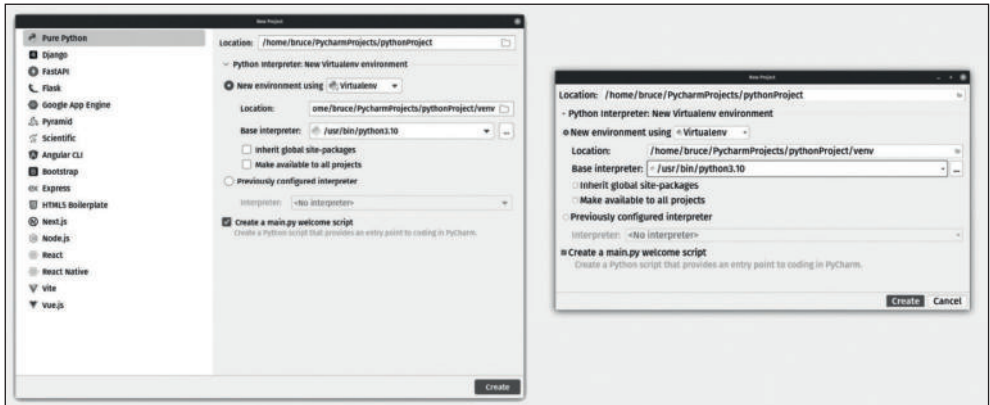 New Project
Pure Python
Django
FastAPI
Flask
Google App Engine
Pyramid
Scientific
Angular CLI
Bootstrap
Express
HTML5 Boilerplate
Next.js
Node.js
React
React Native
Vite
Vue.js
Location: /home/bruce/PycharmProjects/pythonProject
Python Interpreter: New Virtualenv environment
New environment using Virtualenv
Location: ome/bruce/PycharmProjects/pythonProject/venv
Base interpreter: /usr/bin/python3.10 ...
Inherit global site-packages
Make available to all projects
Previously configured interpreter
Interpreter: <No interpreter>
Create a main.py welcome script
Create a Python script that provides an entry point to coding in PyCharm.
Create
New Project
Location: /home/bruce/PycharmProjects/pythonProject
Python Interpreter: New Virtualenv environment
New environment using Virtualenv
Location: /home/bruce/PycharmProjects/pythonProject/venv
Base interpreter: /usr/bin/python3.10 ...
Inherit global site-packages
Make available to all projects
Previously configured interpreter
Interpreter: <No interpreter>
Create a main.py welcome script
Create a Python script that provides an entry point to coding in PyCharm.
Create Cancel